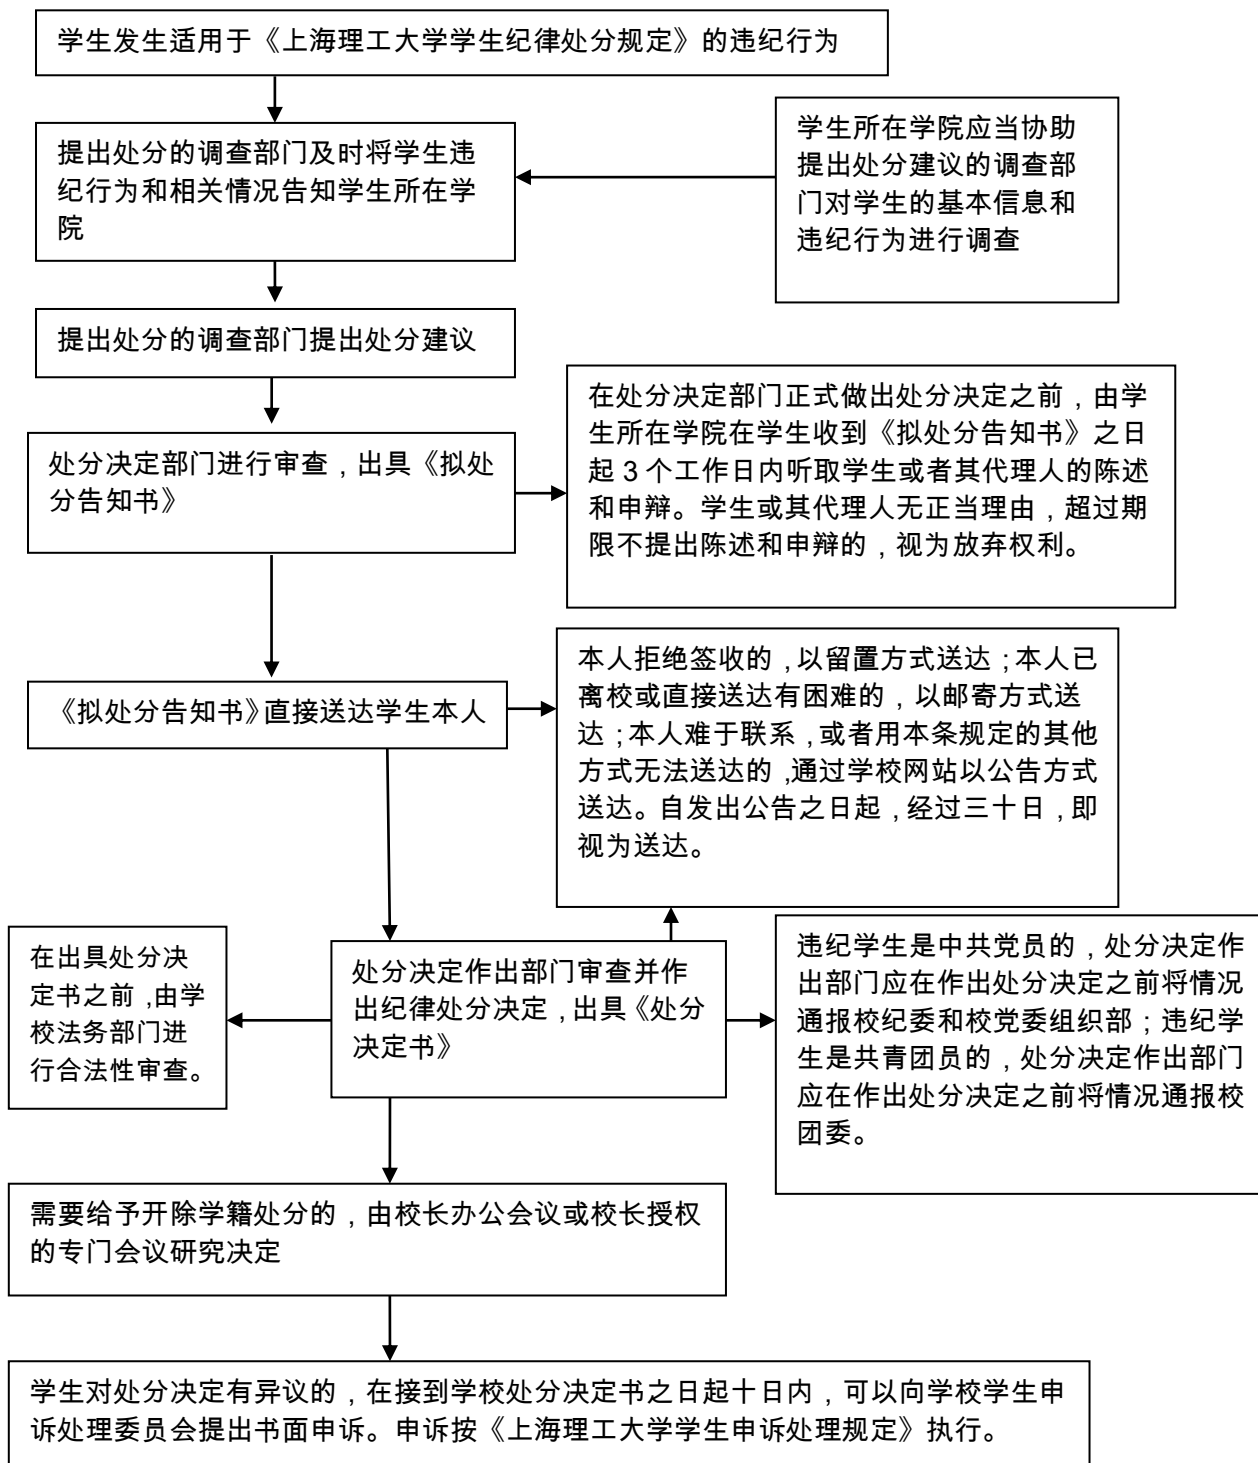 学生发生适用于《上海理工大学学生纪律处分规定》的违纪行为
提出处分的调查部门及时将学生违
纪行为和相关情况告知学生所在学
院
学生所在学院应当协助
提出处分建议的调查部
门对学生的基本信息和
违纪行为进行调查
提出处分的调查部门提出处分建议
处分决定部门进行审查，出具《拟处
分告知书》
在处分决定部门正式做出处分决定之前，由学
生所在学院在学生收到《拟处分告知书》之日
起 3 个工作日内听取学生或者其代理人的陈述
和申辩。学生或其代理人无正当理由，超过期
限不提出陈述和申辩的，视为放弃权利。
《拟处分告知书》直接送达学生本人
本人拒绝签收的，以留置方式送达；本人已
离校或直接送达有困难的，以邮寄方式送
达；本人难于联系，或者用本条规定的其他
方式无法送达的，通过学校网站以公告方式
送达。自发出公告之日起，经过三十日，即
视为送达。
在出具处分决
定书之前，由学
校法务部门进
行合法性审查。
处分决定作出部门审查并作
出纪律处分决定，出具《处分
决定书》
违纪学生是中共党员的，处分决定作
出部门应在作出处分决定之前将情况
通报校纪委和校党委组织部；违纪学
生是共青团员的，处分决定作出部门
应在作出处分决定之前将情况通报校
团委。
需要给予开除学籍处分的，由校长办公会议或校长授权
的专门会议研究决定
学生对处分决定有异议的，在接到学校处分决定书之日起十日内，可以向学校学生申
诉处理委员会提出书面申诉。申诉按《上海理工大学学生申诉处理规定》执行。